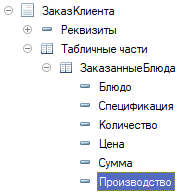 ЗаказКлиента
Реквизиты
Табличные части
ЗаказанныеБлюда
Блюдо
Спецификация
Количество
Цена
Сумма
Производство